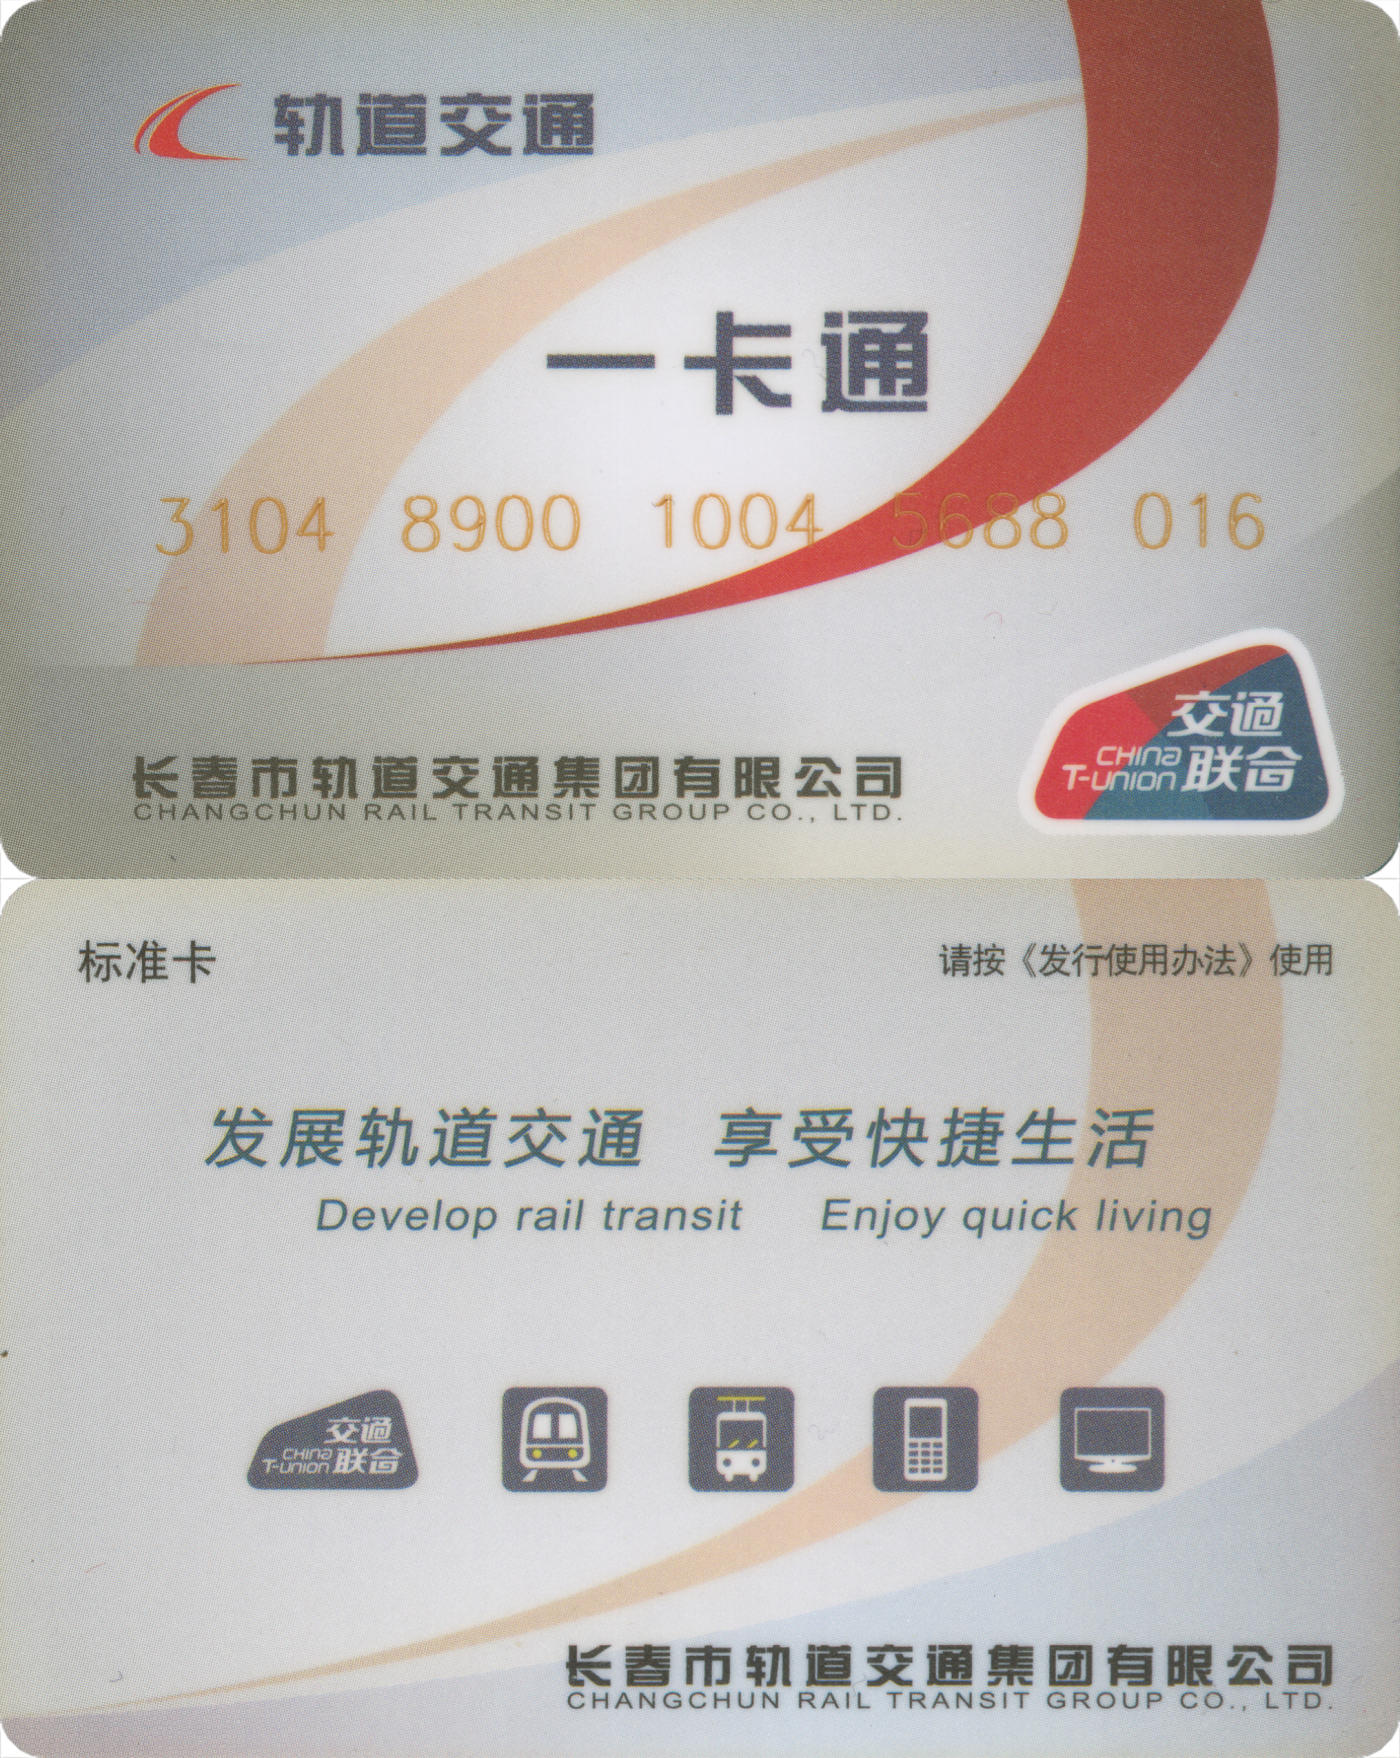 轨道交通
一卡通
3104 8900 1004 5688 016
交通
CHINA
T-UNION 联合
长春市轨道交通集团有限公司
CHANGCHUN RAIL TRANSIT GROUP CO., LTD.
标准卡
请按《发行使用办法》使用
发展轨道交通 享受快捷生活
Develop rail transit Enjoy quick living
交通
CHINA
T-UNION 联合
长春市轨道交通集团有限公司
CHANGCHUN RAIL TRANSIT GROUP CO., LTD.